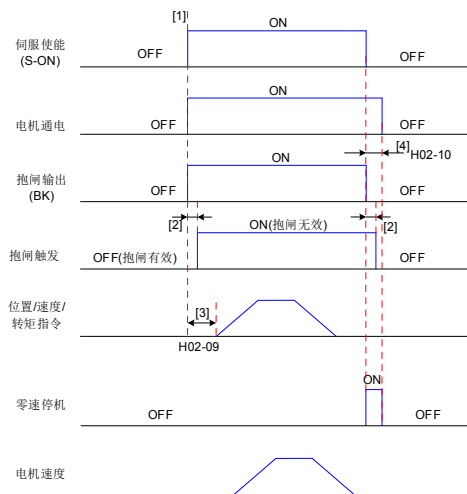 [1]
ON
伺服使能
(S-ON)
OFF
OFF
ON
电机通电
OFF
OFF
[4]
H02-10
ON
抱闸输出
(BK)
OFF
OFF
[2]
[2]
ON(抱闸无效)
抱闸触发
OFF(抱闸有效)
OFF
位置/速度/
转矩指令
[3]
H02-09
ON
零速停机
OFF
OFF
电机速度